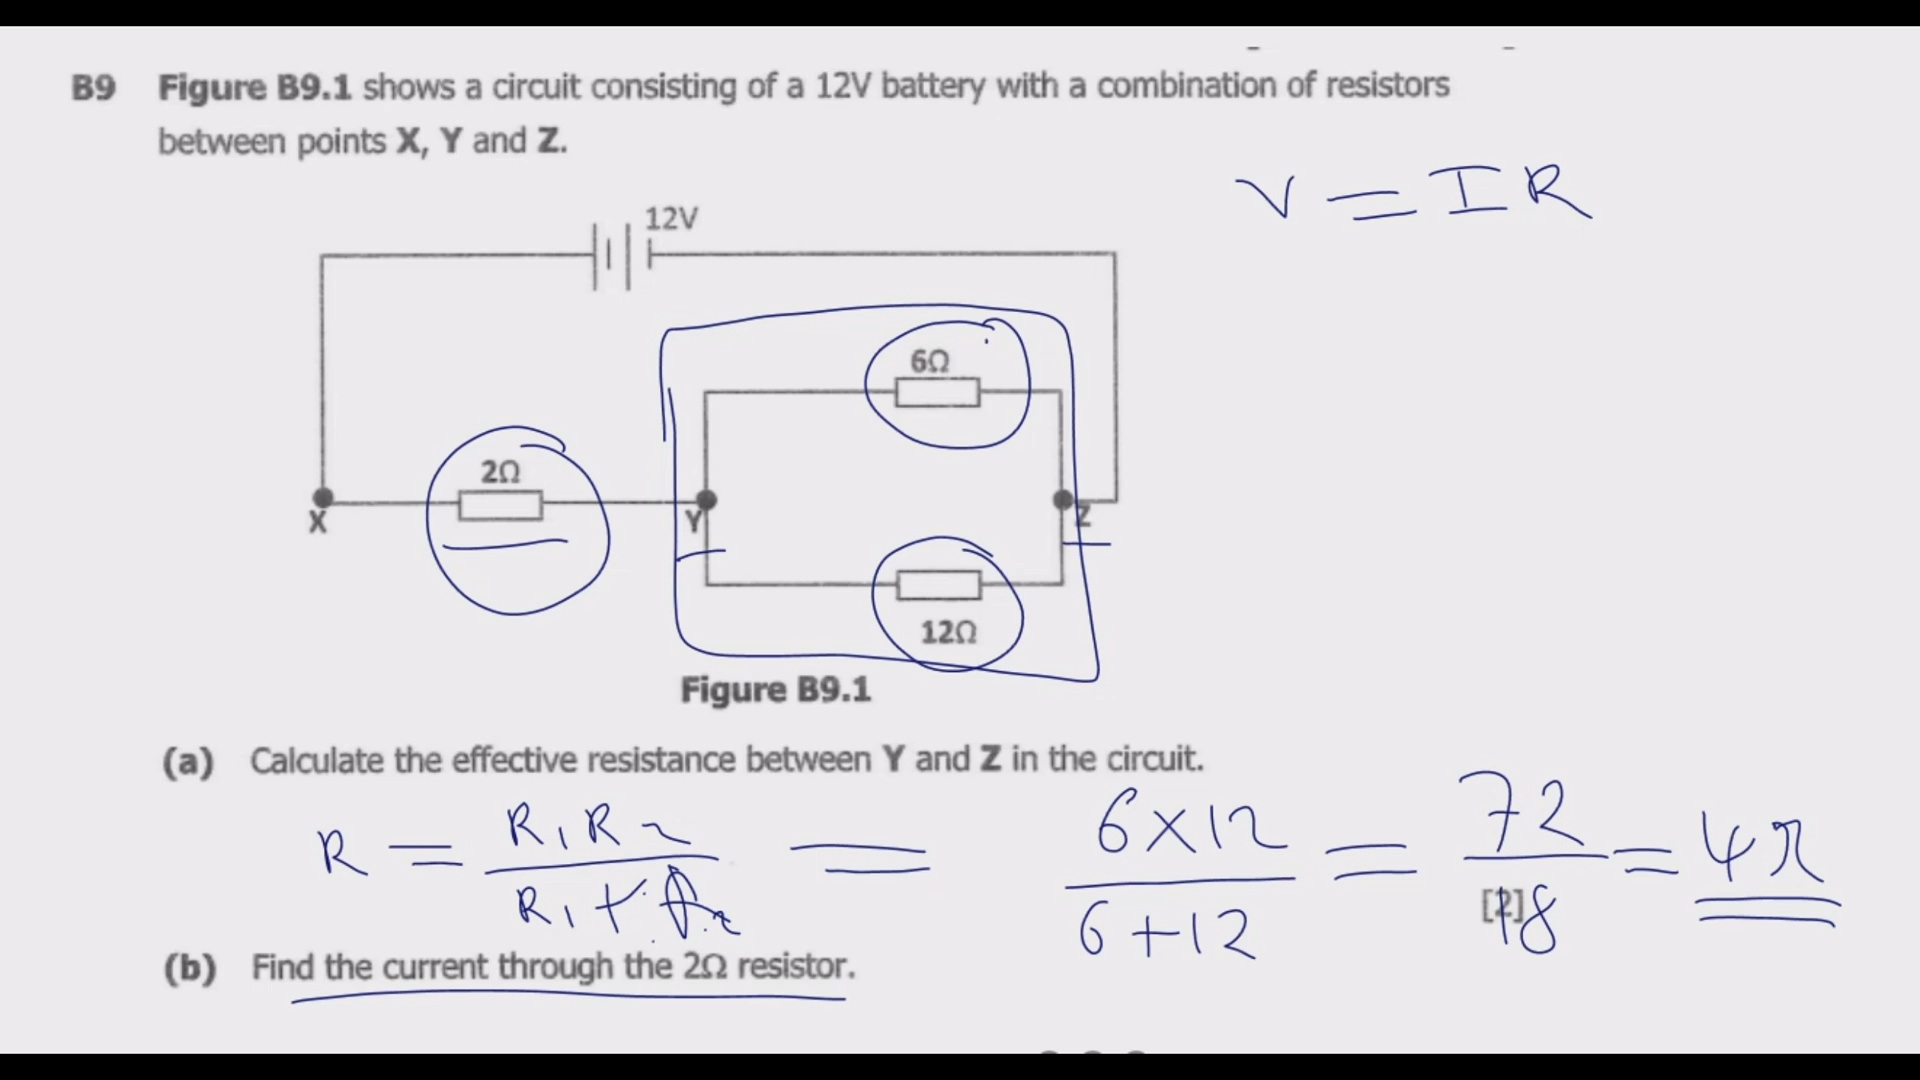 B9 Figure B9.1 shows a circuit consisting of a 12V battery with a combination of resistors
between points X, Y and Z.
V = IR
12V
6Ω
2Ω
X
Y
Z
12Ω
Figure B9.1
(a) Calculate the effective resistance between Y and Z in the circuit.
R = R1R2 / R1 + R2 = 6×12 / 6+12 = 72 / 18 = 4Ω
[2]
(b) Find the current through the 2Ω resistor.